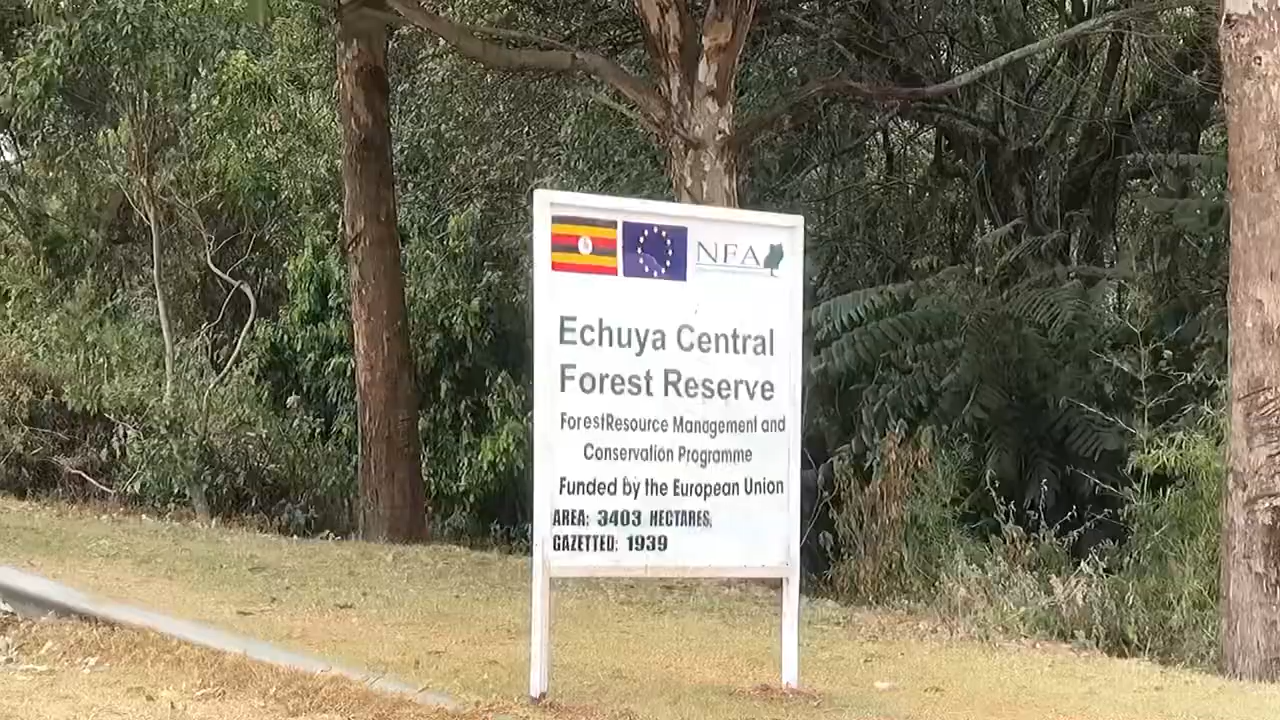 NFA
Echuya Central
Forest Reserve
ForestResource Management and
Conservation Programme
Funded by the European Union
AREA: 3403 HECTARES,
GAZETTED: 1939